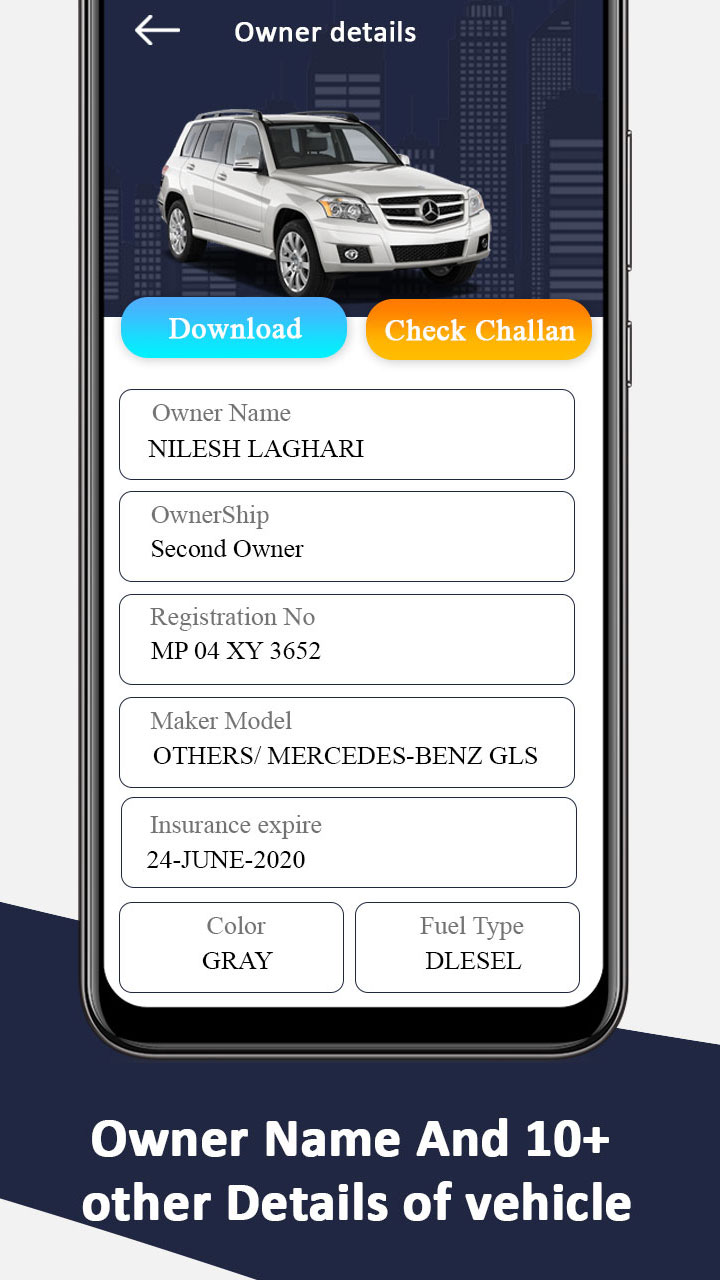 Owner details
Download
Check Challan
Owner Name
NILESH LAGHARI
OwnerShip
Second Owner
Registration No
MP 04 XY 3652
Maker Model
OTHERS/ MERCEDES-BENZ GLS
Insurance expire
24-JUNE-2020
Color
GRAY
Fuel Type
DLESEL
Owner Name And 10+
other Details of vehicle